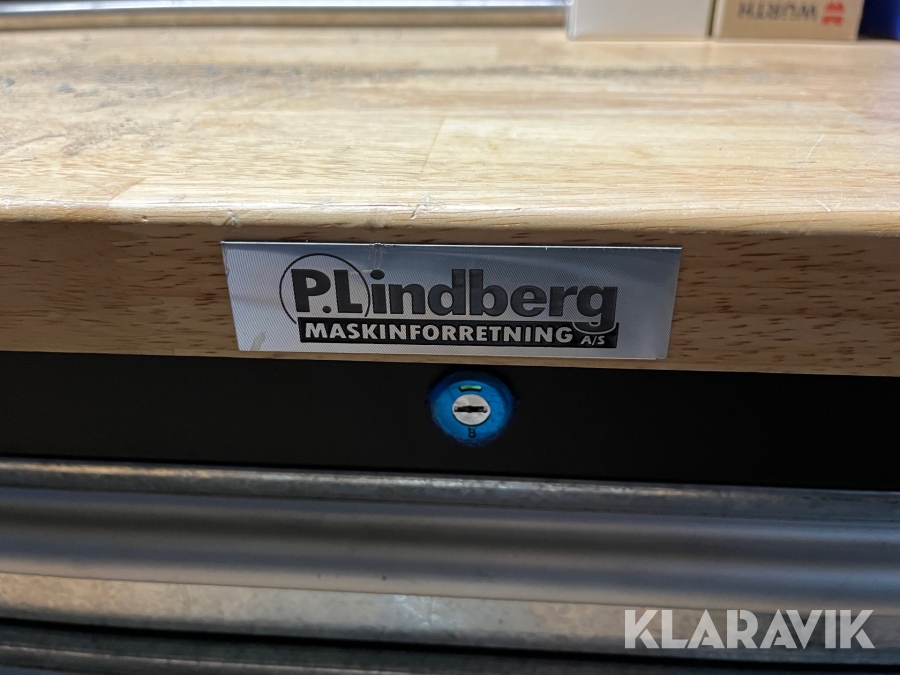 WÜRTH
P.Lindberg
MASKINFORRETNING A/S
B
KLARAVIK